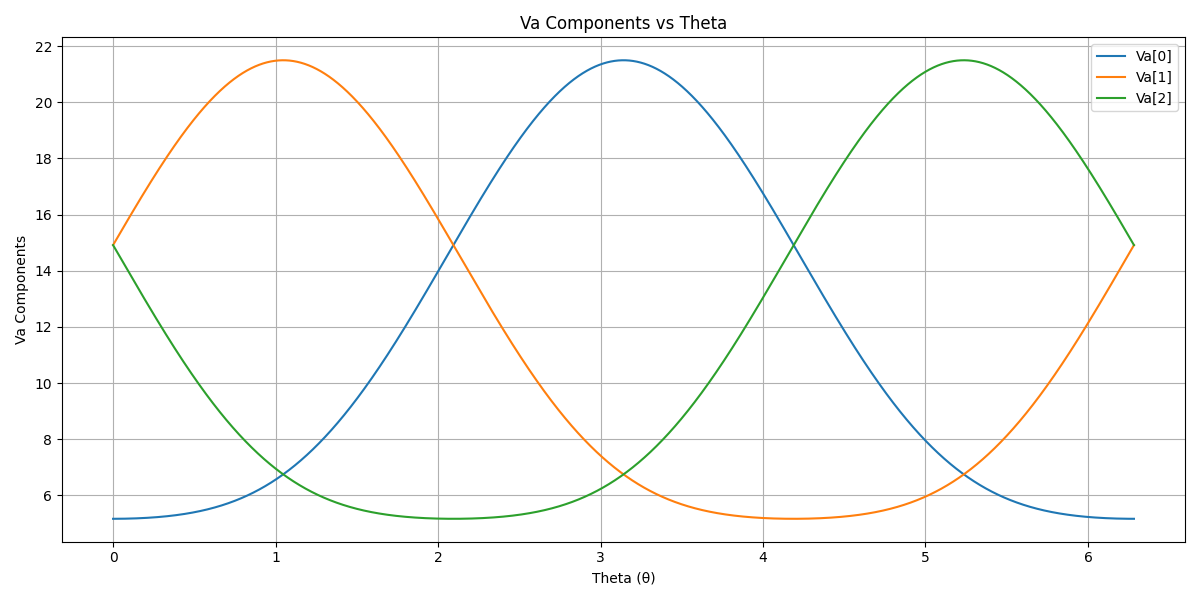 Va Components vs Theta
Va Components
22
20
18
16
14
12
10
8
6
Va[0]
Va[1]
Va[2]
0 1 2 3 4 5 6
Theta (θ)